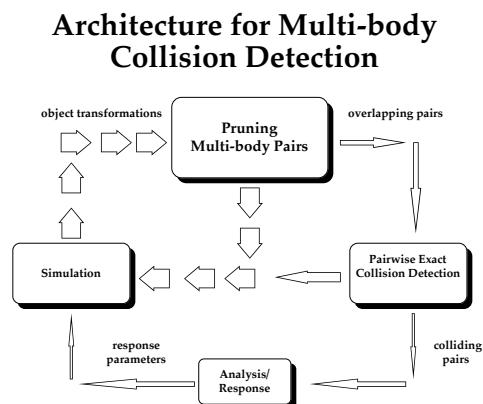 Architecture for Multi-body
Collision Detection
object transformations
Pruning
Multi-body Pairs
overlapping pairs
Simulation
Pairwise Exact
Collision Detection
response
parameters
Analysis/
Response
colliding
pairs